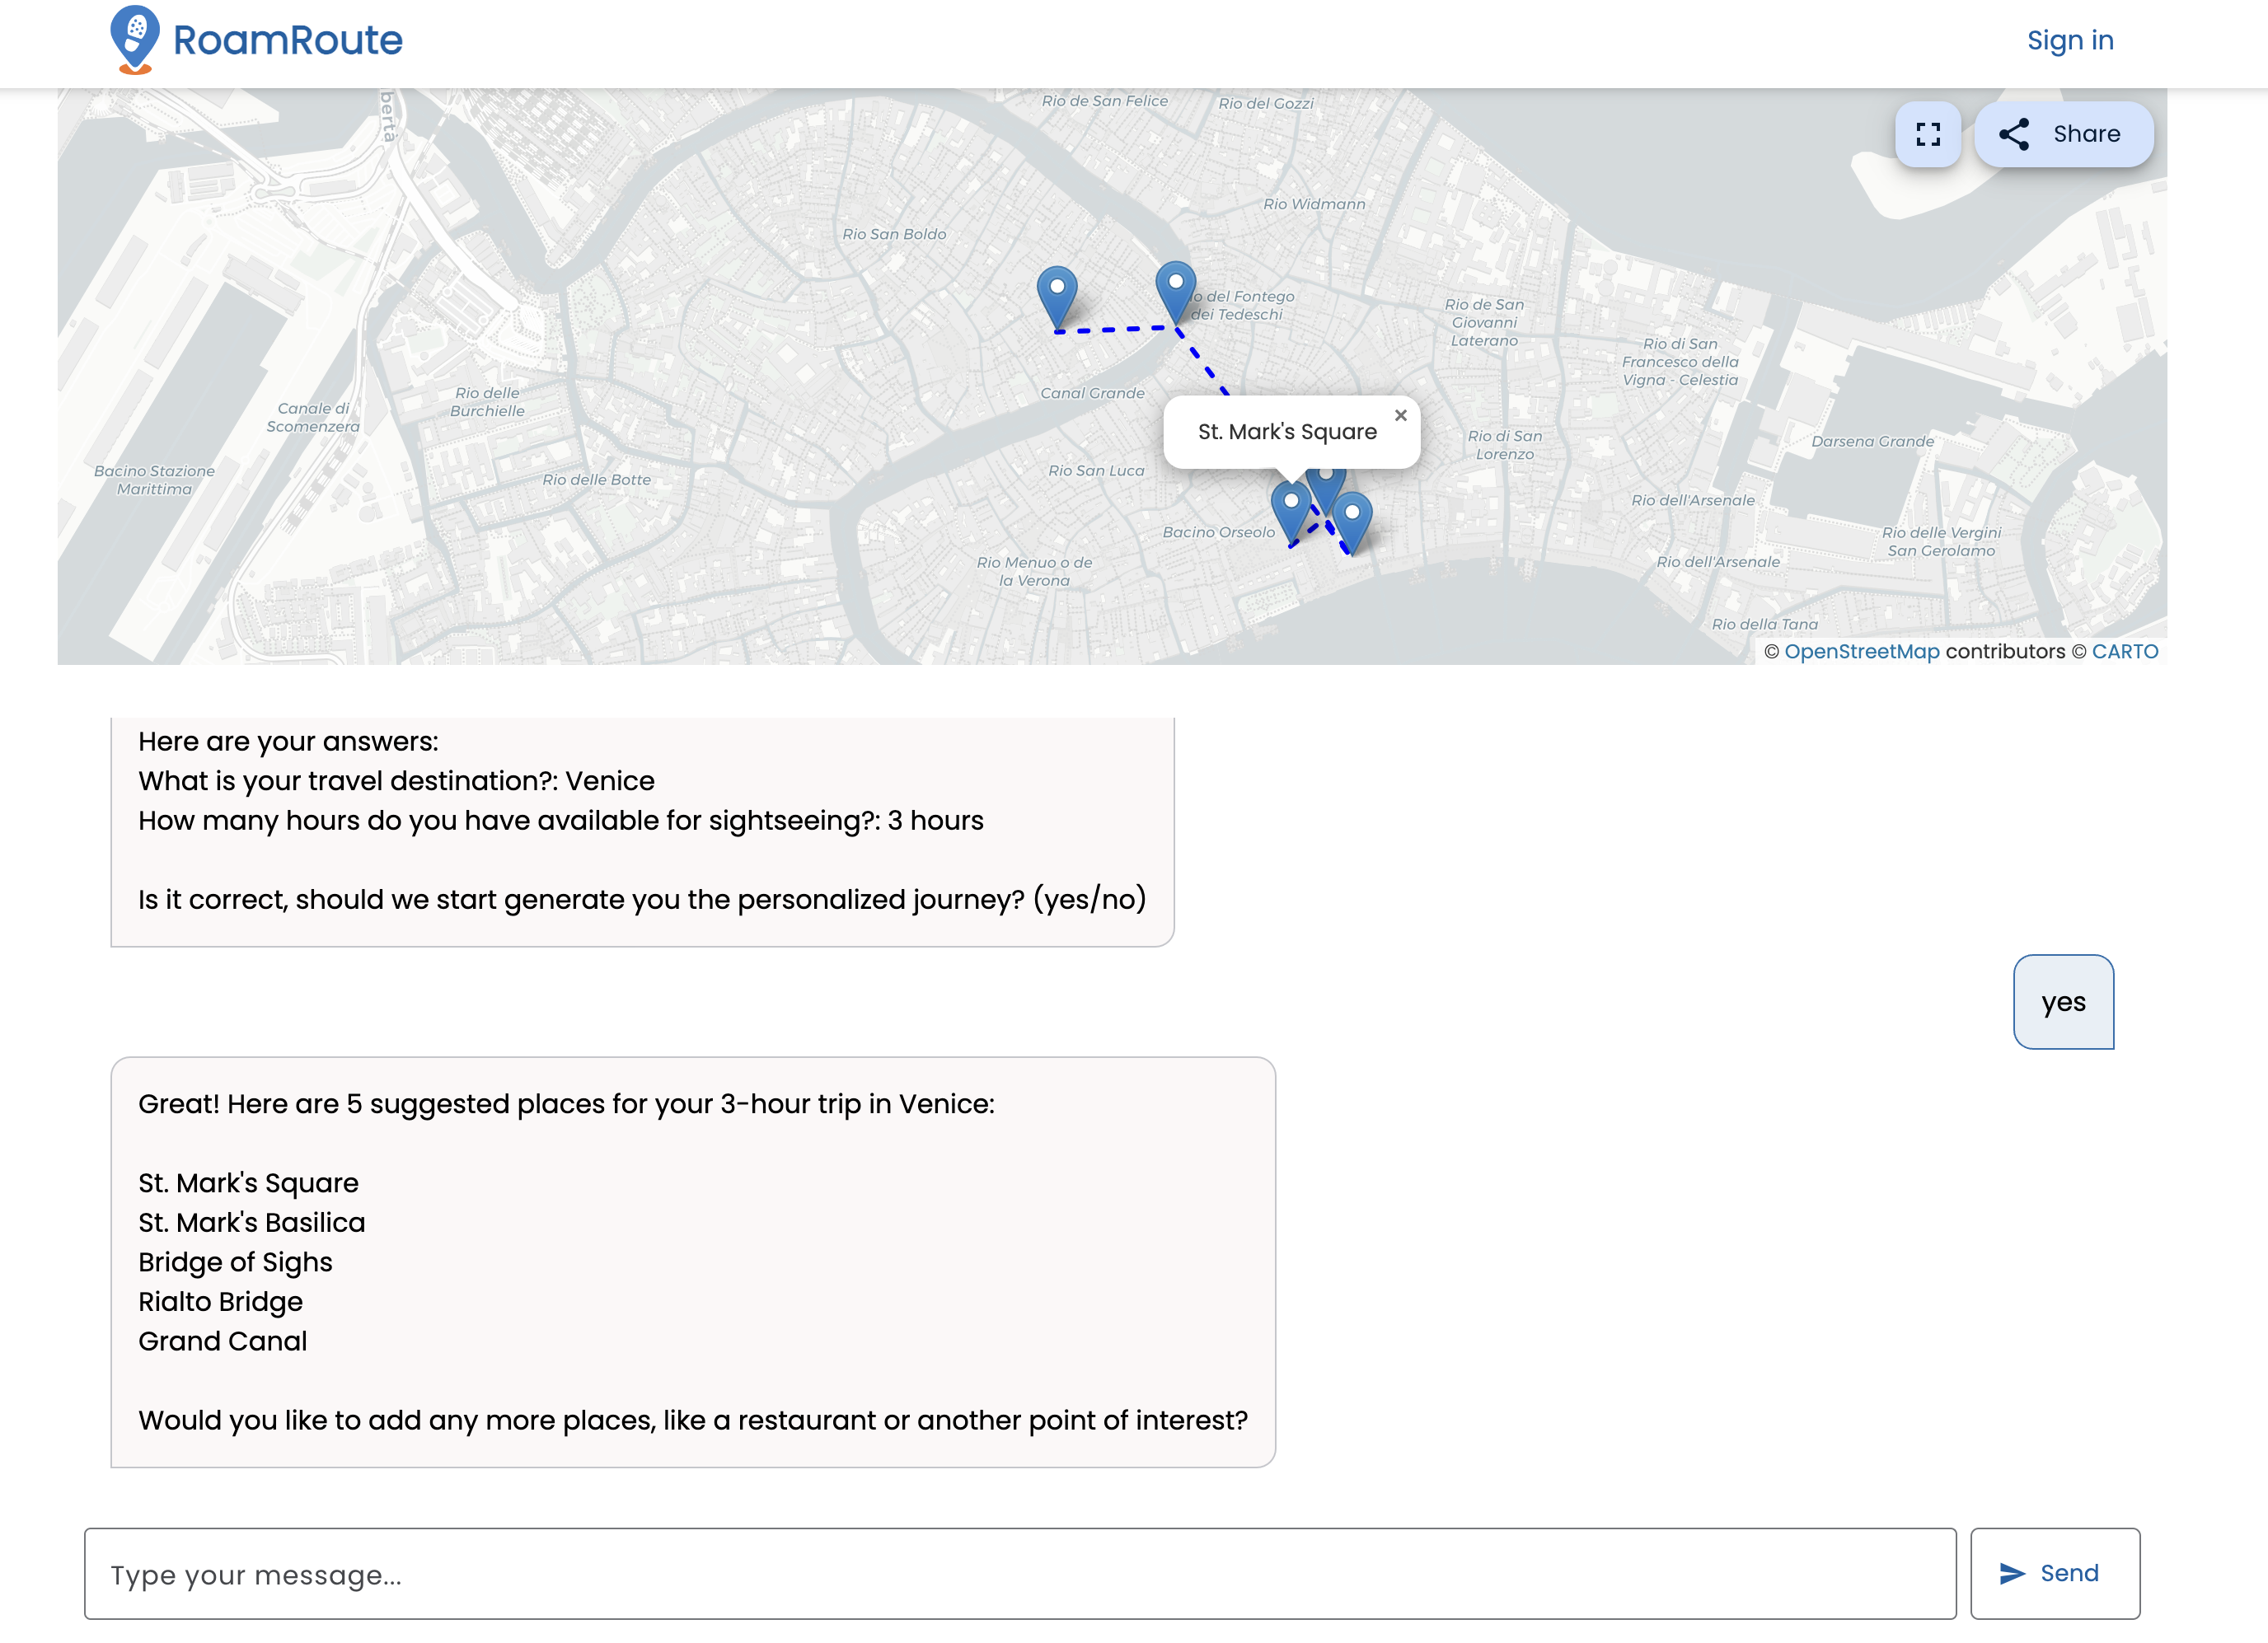 RoamRoute
Sign in
bertà
Rio de San Felice
Rio del Gozzi
Share
Rio Widmann
Rio San Boldo
o del Fontego
dei Tedeschi
Rio de San
Giovanni
Laterano
Rio di San
Francesco della
Vigna - Celestia
Canal Grande
Rio delle
Burchielle
Canale di
Scomenzera
St. Mark's Square
×
Rio di San
Lorenzo
Darsena Grande
Bacino Stazione
Marittima
Rio delle Botte
Rio San Luca
Rio dell'Arsenale
Bacino Orseolo
Rio delle Vergini
San Gerolamo
Rio Menuo o de
la Verona
Rio dell'Arsenale
Rio della Tana
© OpenStreetMap contributors © CARTO
Here are your answers:
What is your travel destination?: Venice
How many hours do you have available for sightseeing?: 3 hours
Is it correct, should we start generate you the personalized journey? (yes/no)
yes
Great! Here are 5 suggested places for your 3-hour trip in Venice:
St. Mark's Square
St. Mark's Basilica
Bridge of Sighs
Rialto Bridge
Grand Canal
Would you like to add any more places, like a restaurant or another point of interest?
Type your message...
Send